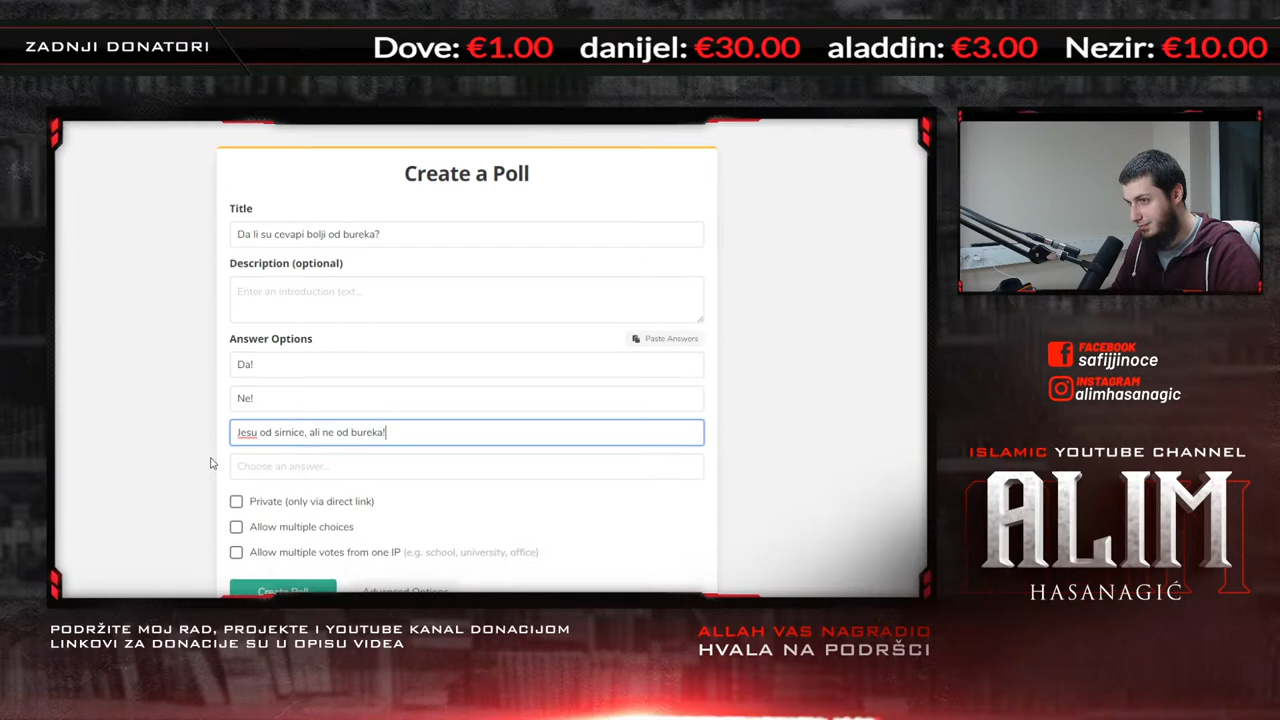 ZADNJI DONATORI
Dove: €1.00 danijel: €30.00 aladdin: €3.00 Nezir: €10.00
Create a Poll
Title
Da li su cevapi bolji od bureka?
Description (optional)
Enter an introduction text...
Answer Options
Paste Answers
Da!
Ne!
Jesu od sirnice, ali ne od bureka!
Choose an answer...
Private (only via direct link)
Allow multiple choices
Allow multiple votes from one IP (e.g. school, university, office)
Create Poll
Advanced Options
FACEBOOK
safijjinoce
INSTAGRAM
alimhasanagic
ISLAMIC YOUTUBE CHANNEL
ALIM
HASANAGIĆ
PODRŽITE MOJ RAD, PROJEKTE I YOUTUBE KANAL DONACIJOM
LINKOVI ZA DONACIJE SU U OPISU VIDEA
ALLAH VAS NAGRADIO
HVALA NA PODRŠCI